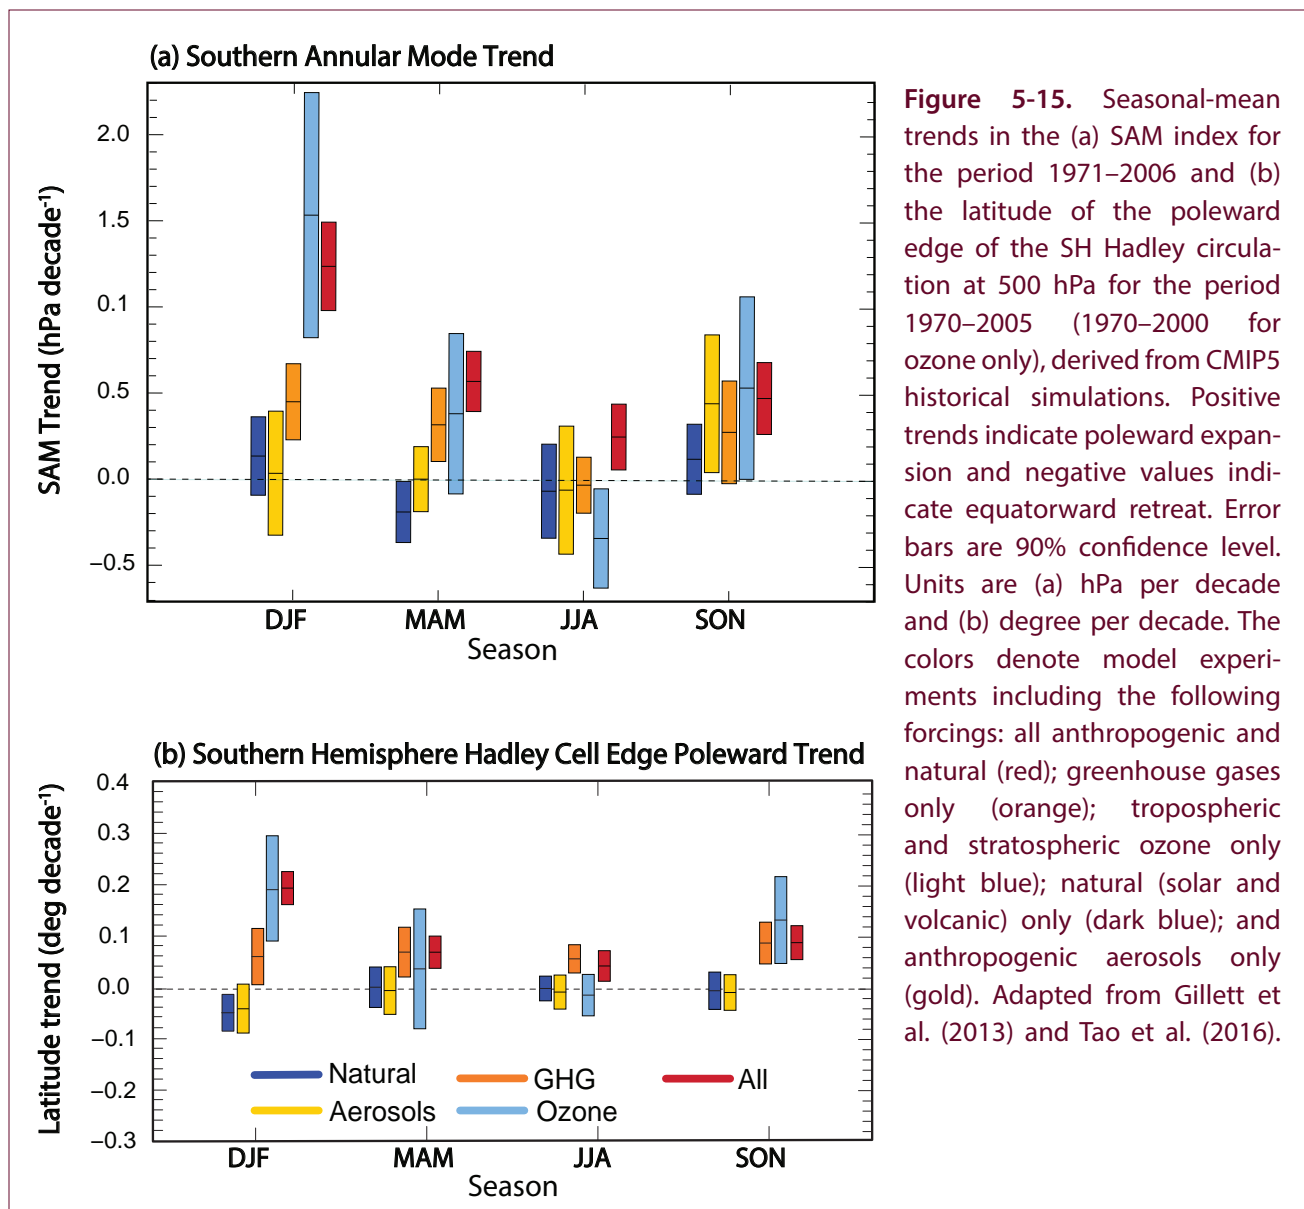 (a) Southern Annular Mode Trend
SAM Trend (hPa decade-1)
2.0
1.5
0.1
0.5
0.0
−0.5
DJF
MAM
JJA
SON
Season
(b) Southern Hemisphere Hadley Cell Edge Poleward Trend
Latitude trend (deg decade-1)
0.4
0.3
0.2
0.1
0.0
−0.1
−0.2
−0.3
Natural
GHG
All
Aerosols
Ozone
DJF
MAM
JJA
SON
Season
Figure 5-15. Seasonal-mean
trends in the (a) SAM index for
the period 1971–2006 and (b)
the latitude of the poleward
edge of the SH Hadley circula-
tion at 500 hPa for the period
1970–2005 (1970–2000 for
ozone only), derived from CMIP5
historical simulations. Positive
trends indicate poleward expan-
sion and negative values indi-
cate equatorward retreat. Error
bars are 90% confidence level.
Units are (a) hPa per decade
and (b) degree per decade. The
colors denote model experi-
ments including the following
forcings: all anthropogenic and
natural (red); greenhouse gases
only (orange); tropospheric
and stratospheric ozone only
(light blue); natural (solar and
volcanic) only (dark blue); and
anthropogenic aerosols only
(gold). Adapted from Gillett et
al. (2013) and Tao et al. (2016).